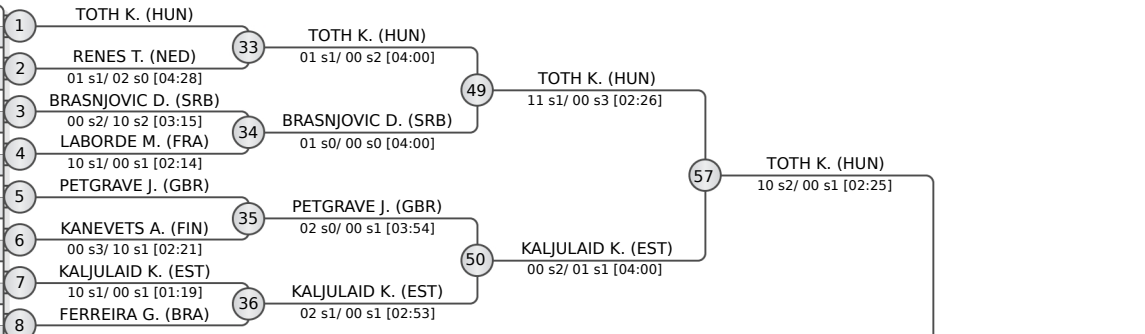 1
TOTH K. (HUN)
2
RENES T. (NED)
01 s1/ 02 s0 [04:28]
33
TOTH K. (HUN)
01 s1/ 00 s2 [04:00]
3
BRASNJOVIC D. (SRB)
00 s2/ 10 s2 [03:15]
4
LABORDE M. (FRA)
10 s1/ 00 s1 [02:14]
34
BRASNJOVIC D. (SRB)
01 s0/ 00 s0 [04:00]
49
TOTH K. (HUN)
11 s1/ 00 s3 [02:26]
5
PETGRAVE J. (GBR)
6
KANEVETS A. (FIN)
00 s3/ 10 s1 [02:21]
35
PETGRAVE J. (GBR)
02 s0/ 00 s1 [03:54]
7
KALJULAID K. (EST)
10 s1/ 00 s1 [01:19]
8
FERREIRA G. (BRA)
36
KALJULAID K. (EST)
02 s1/ 00 s1 [02:53]
50
KALJULAID K. (EST)
00 s2/ 01 s1 [04:00]
57
TOTH K. (HUN)
10 s2/ 00 s1 [02:25]